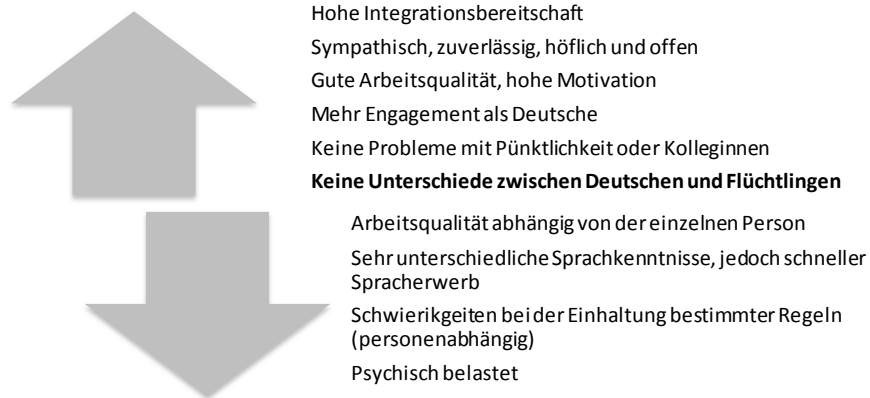 Hohe Integrationsbereitschaft
Sympathisch, zuverlässig, höflich und offen
Gute Arbeitsqualität, hohe Motivation
Mehr Engagement als Deutsche
Keine Probleme mit Pünktlichkeit oder Kolleginnen
Keine Unterschiede zwischen Deutschen und Flüchtlingen
Arbeitsqualität abhängig von der einzelnen Person
Sehr unterschiedliche Sprachkenntnisse, jedoch schneller
Spracherwerb
Schwierikgeiten bei der Einhaltung bestimmter Regeln
(personenabhängig)
Psychisch belastet